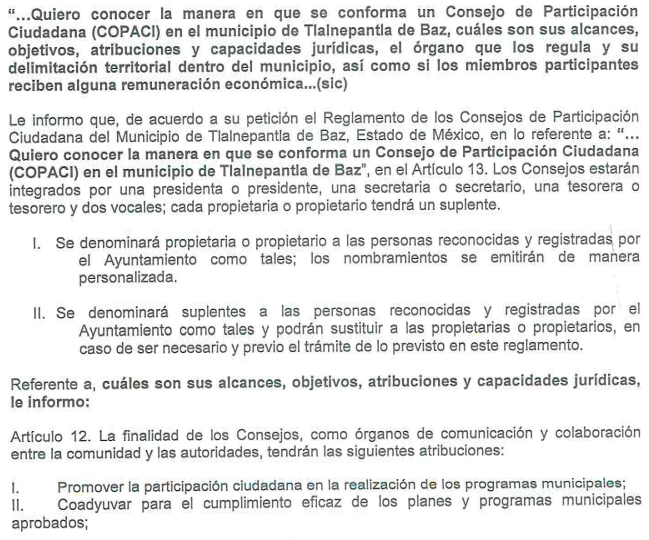 “...Quiero conocer la manera en que se conforma un Consejo de Participación
Ciudadana (COPACI) en el municipio de Tlalnepantla de Baz, cuáles son sus alcances,
objetivos, atribuciones y capacidades jurídicas, el órgano que los regula y su
delimitación territorial dentro del municipio, así como si los miembros participantes
reciben alguna remuneración económica...(sic)
Le informo que, de acuerdo a su petición el Reglamento de los Consejos de Participación
Ciudadana del Municipio de Tlalnepantla de Baz, Estado de México, en lo referente a: “...
Quiero conocer la manera en que se conforma un Consejo de Participación Ciudadana
(COPACI) en el municipio de Tlalnepantla de Baz”, en el Artículo 13. Los Consejos estarán
integrados por una presidenta o presidente, una secretaria o secretario, una tesorera o
tesorero y dos vocales; cada propietaria o propietario tendrá un suplente.
I. Se denominará propietaria o propietario a las personas reconocidas y registradas por
el Ayuntamiento como tales; los nombramientos se emitirán de manera
personalizada.
II. Se denominará suplentes a las personas reconocidas y registradas por el
Ayuntamiento como tales y podrán sustituir a las propietarias o propietarios, en
caso de ser necesario y previo el trámite de lo previsto en este reglamento.
Referente a, cuáles son sus alcances, objetivos, atribuciones y capacidades jurídicas,
le informo:
Artículo 12. La finalidad de los Consejos, como órganos de comunicación y colaboración
entre la comunidad y las autoridades, tendrán las siguientes atribuciones:
I. Promover la participación ciudadana en la realización de los programas municipales;
II. Coadyuvar para el cumplimiento eficaz de los planes y programas municipales
aprobados;